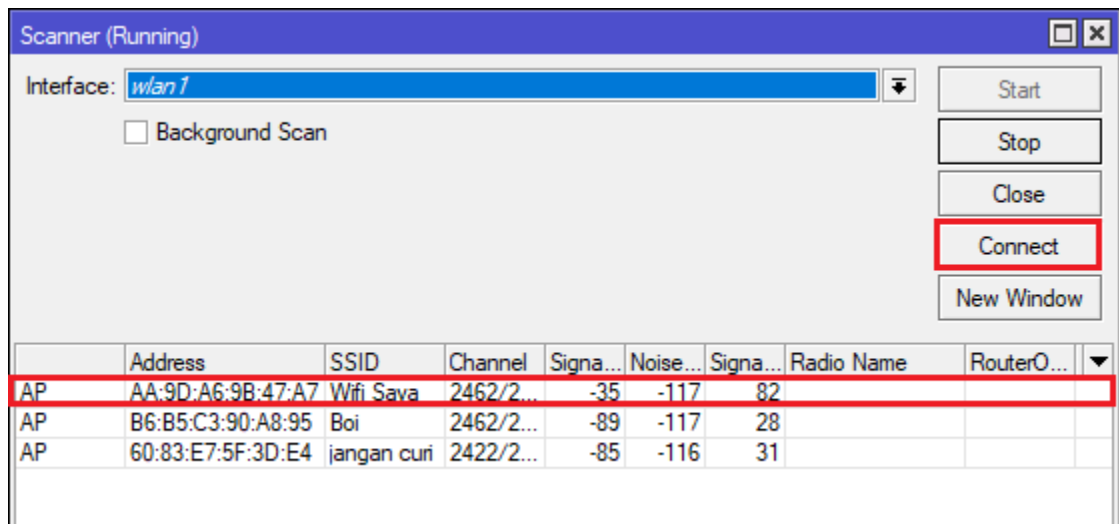 Scanner (Running)
Interface: wlan1
Start
Background Scan
Stop
Close
Connect
New Window
Address SSID Channel Signa... Noise... Signa... Radio Name RouterO...
AP AA:9D:A6:9B:47:A7 Wifi Sava 2462/2... -35 -117 82
AP B6:B5:C3:90:A8:95 Boi 2462/2... -89 -117 28
AP 60:83:E7:5F:3D:E4 jangan curi 2422/2... -85 -116 31